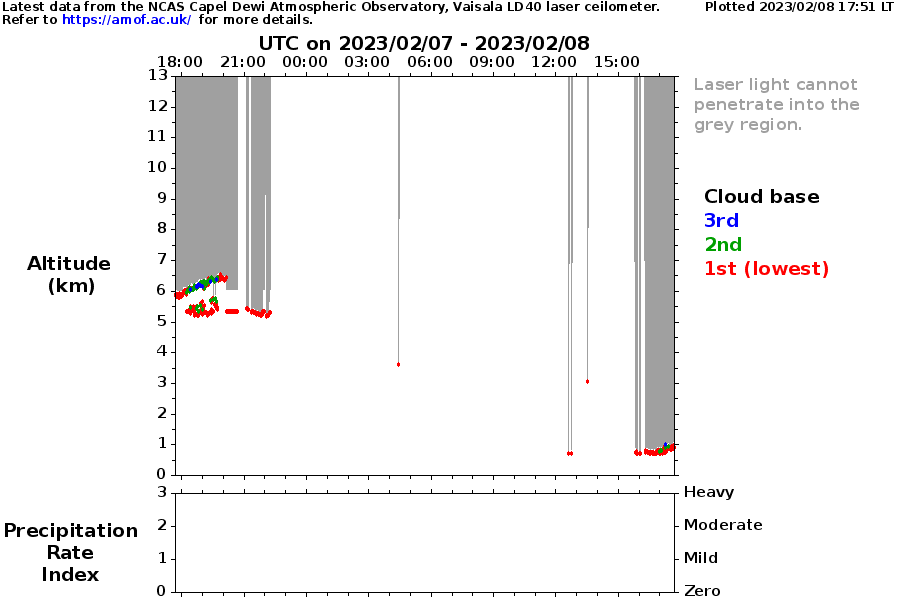 Latest data from the NCAS Capel Dewi Atmospheric Observatory, Vaisala LD40 laser ceilometer. Plotted 2023/02/08 17:51 LT
Refer to https://amof.ac.uk/ for more details.
UTC on 2023/02/07 - 2023/02/08
18:00 21:00 00:00 03:00 06:00 09:00 12:00 15:00
13
12
11
10
9
8
7
6
5
4
3
2
1
0
Altitude
(km)
Laser light cannot
penetrate into the
grey region.
Cloud base
3rd
2nd
1st (lowest)
3 Heavy
2 Moderate
1 Mild
0 Zero
Precipitation
Rate
Index